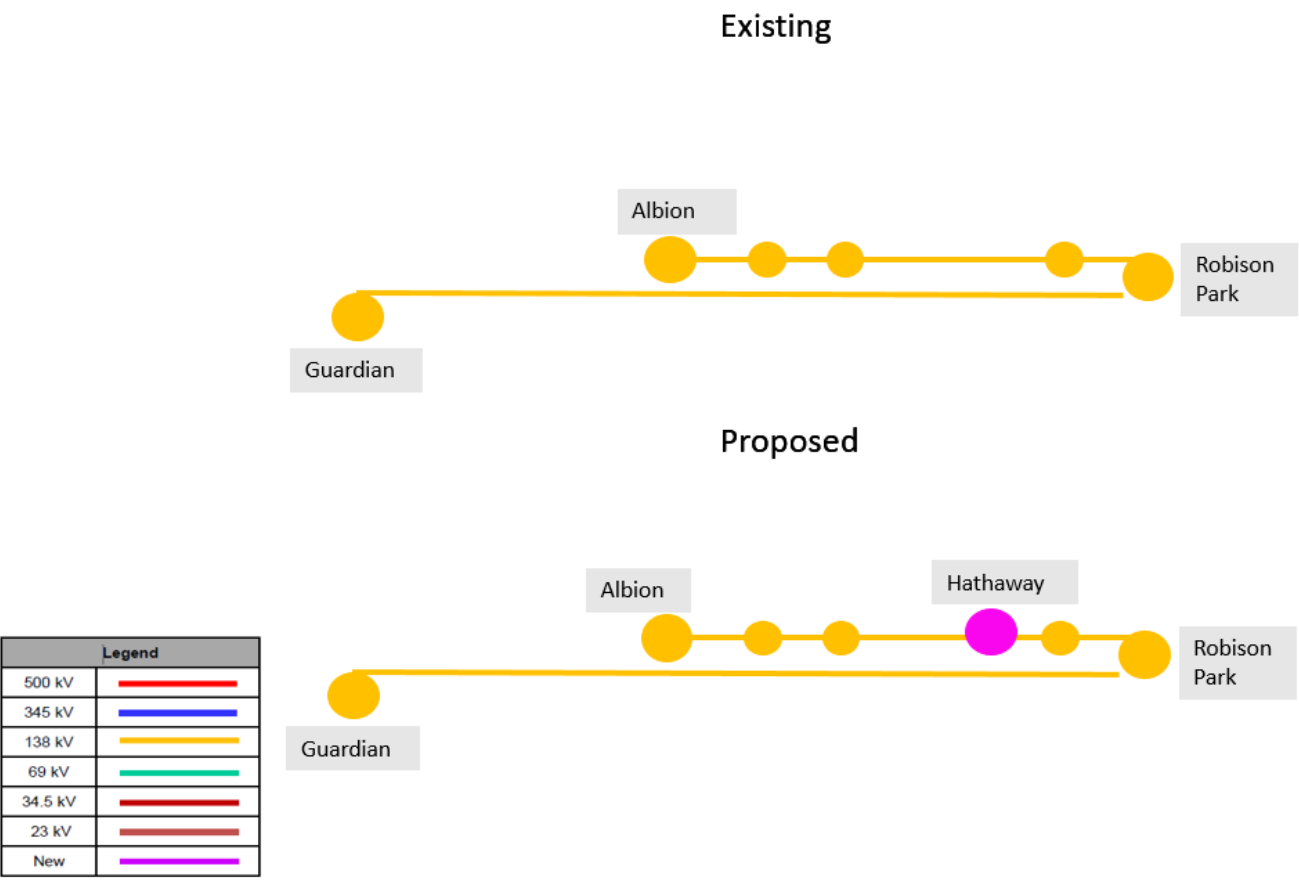 Existing
Albion
Robison
Park
Guardian
Proposed
Albion
Hathaway
Robison
Park
Guardian
Legend
500 kV
345 kV
138 kV
69 kV
34.5 kV
23 kV
New